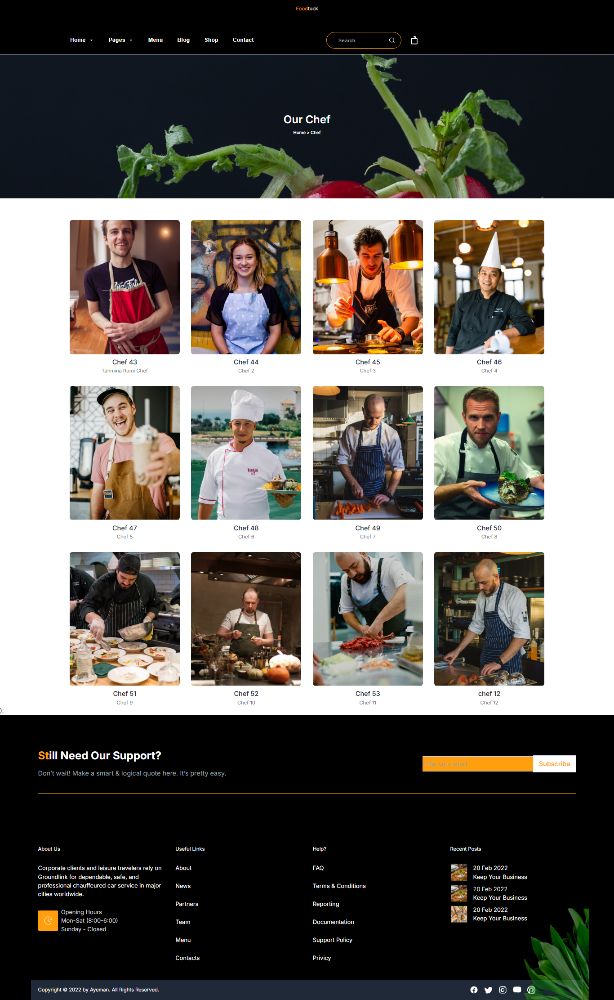 Foodtuck
Home Pages Menu Blog Shop Contact
Search
Our Chef
Home > Chef
Chef 43
Tahmina Rumi Chef
Chef 44
Chef 2
Chef 45
Chef 3
Chef 46
Chef 4
VENEZIA
ICE
Chef 47
Chef 5
Chef 48
Chef 6
Chef 49
Chef 7
Chef 50
Chef 8
Chef 51
Chef 9
Chef 52
Chef 10
Chef 53
Chef 11
chef 12
Chef 12
);
Still Need Our Support?
Don't wait! Make a smart & logical quote here. It's pretty easy.
Enter your email
Subscribe
About Us
Corporate clients and leisure travelers rely on
Groundlink for dependable, safe, and
professional chauffeured car service in major
cities worldwide.
Opening Hours
Mon-Sat (8:00-6:00)
Sunday - Closed
Useful Links
About
News
Partners
Team
Menu
Contacts
Help?
FAQ
Terms & Conditions
Reporting
Documentation
Support Policy
Privicy
Recent Posts
20 Feb 2022
Keep Your Business
20 Feb 2022
Keep Your Business
20 Feb 2022
Keep Your Business
Copyright © 2022 by Ayeman. All Rights Reserved.